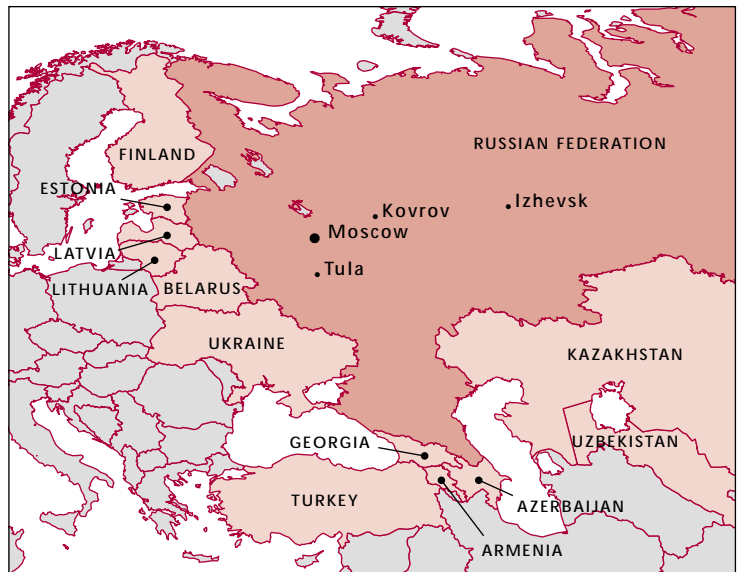 RUSSIAN FEDERATION
FINLAND
ESTONIA
Izhevsk
Kovrov
Moscow
LATVIA
Tula
LITHUANIA
BELARUS
UKRAINE
KAZAKHSTAN
GEORGIA
UZBEKISTAN
TURKEY
AZERBAIJAN
ARMENIA